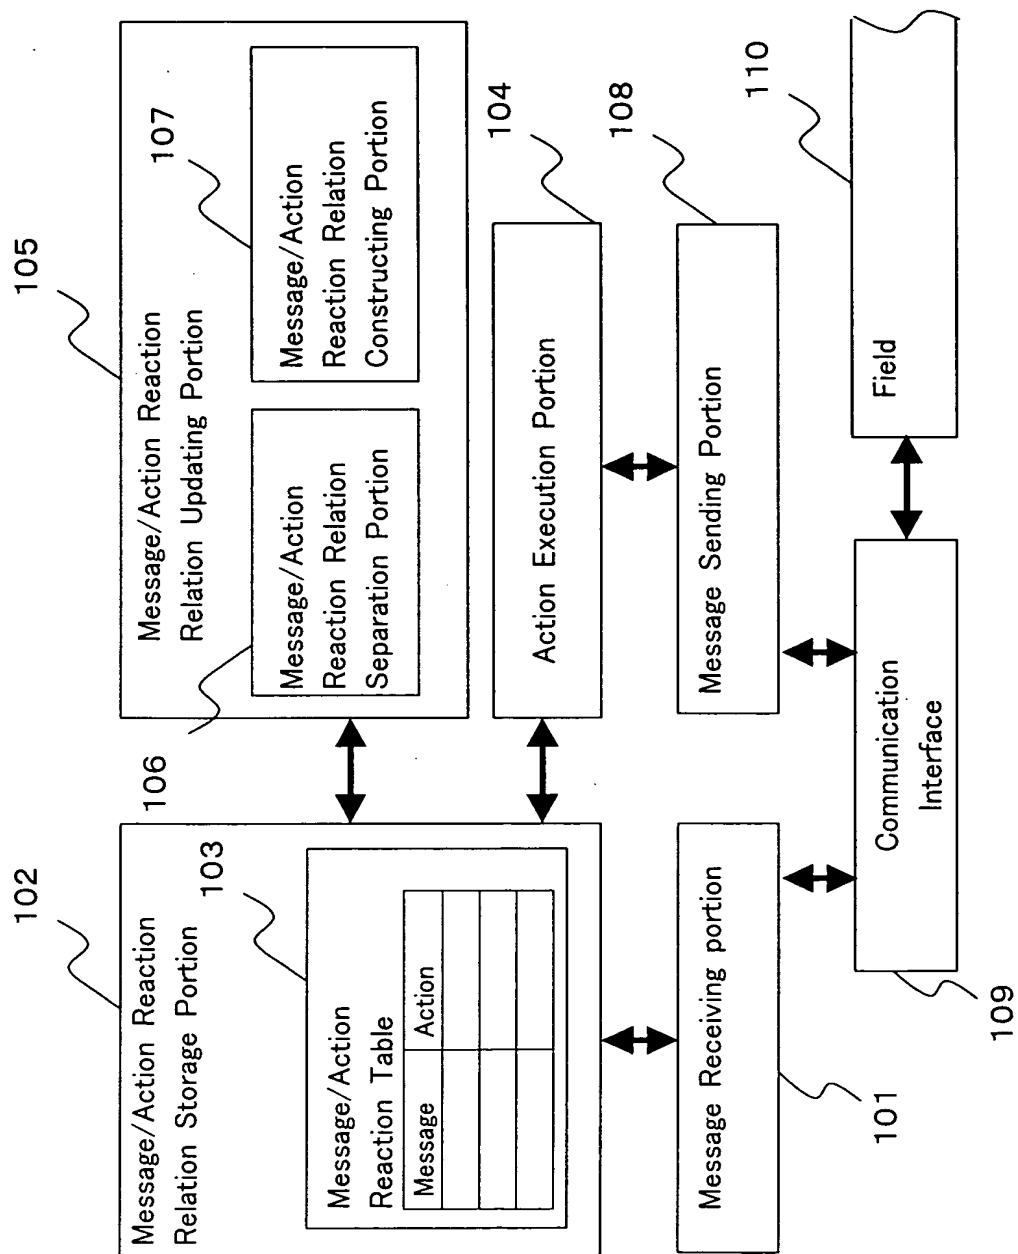 102
Message/Action Reaction
Relation Storage Portion
103
Message/Action
Reaction Table
Message
Action
105
Message/Action Reaction
Relation Updating Portion
106
Message/Action
Reaction Relation
Separation Portion
107
Message/Action
Reaction Relation
Constructing Portion
Action Execution Portion
104
Message Receiving portion
101
Message Sending Portion
108
Communication
Interface
109
Field
110